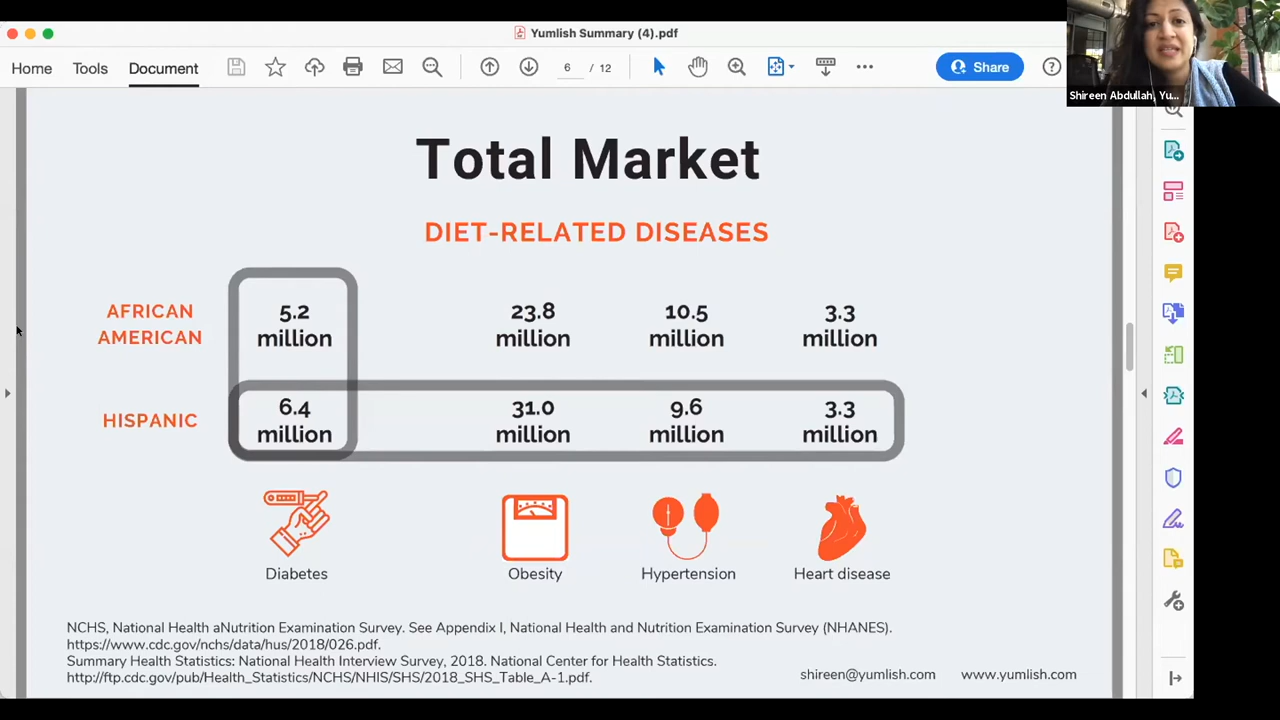 Yumlish Summary (4).pdf
Home Tools Document 6 / 12 Share
Shireen Abdullah, Yu...
Total Market
DIET-RELATED DISEASES
AFRICAN AMERICAN
5.2 million
23.8 million
10.5 million
3.3 million
HISPANIC
6.4 million
31.0 million
9.6 million
3.3 million
Diabetes
Obesity
Hypertension
Heart disease
NCHS, National Health aNutrition Examination Survey. See Appendix I, National Health and Nutrition Examination Survey (NHANES).
https://www.cdc.gov/nchs/data/hus/2018/026.pdf.
Summary Health Statistics: National Health Interview Survey, 2018. National Center for Health Statistics.
http://ftp.cdc.gov/pub/Health_Statistics/NCHS/NHIS/SHS/2018_SHS_Table_A-1.pdf.
shireen@yumlish.com www.yumlish.com